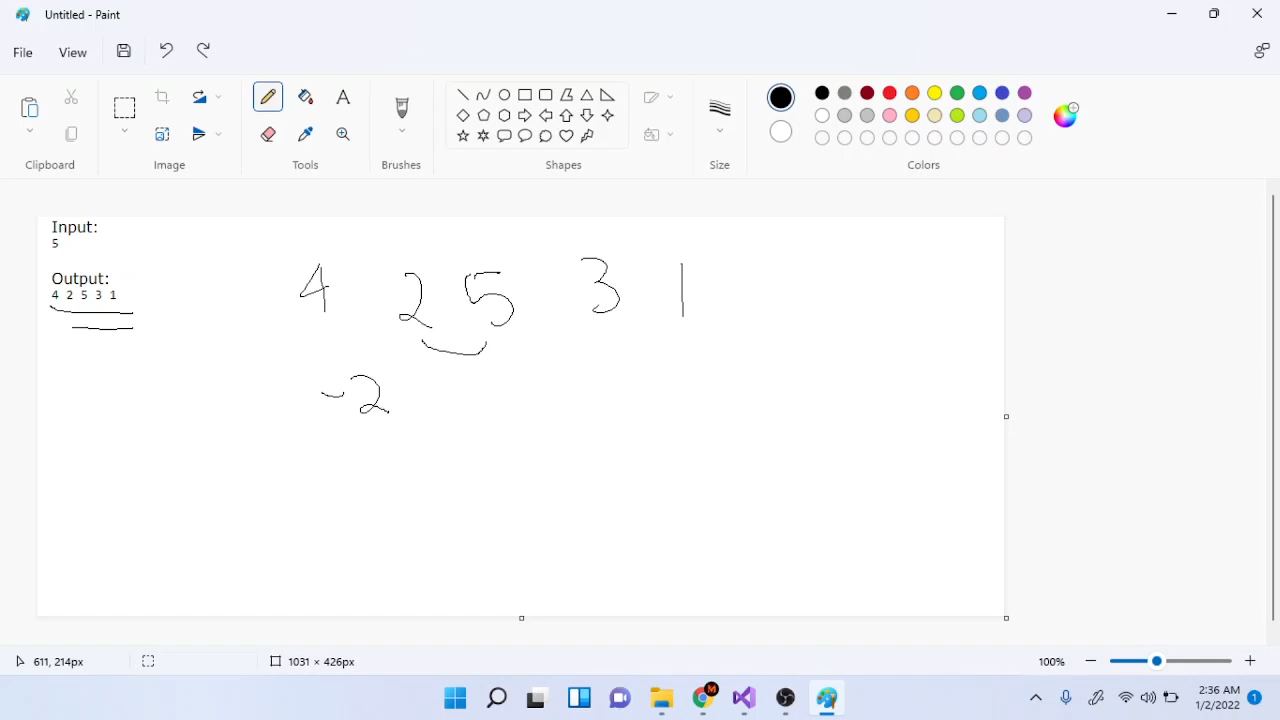 Untitled - Paint
File View
Clipboard Image Tools Brushes Shapes Size Colors
Input:
5
Output:
4 2 5 3 1
4 2 5 3 1
-2
611, 214px 1031 × 426px 100%
2:36 AM
1/2/2022
1
M